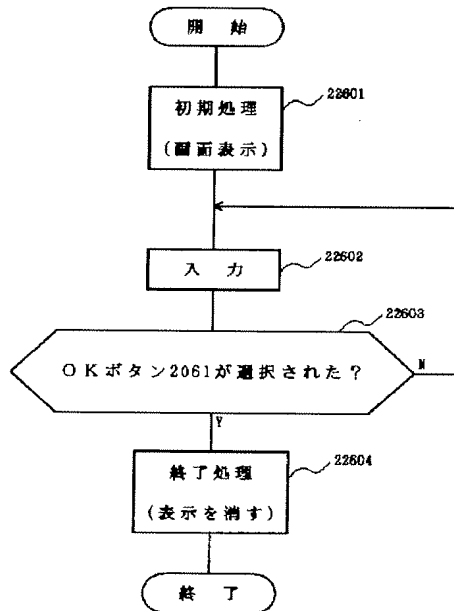 開始
22601
初期処理
(画面表示)
22602
入力
22603
OKボタン2061が選択された?
N
Y
22604
終了処理
(表示を消す)
終了